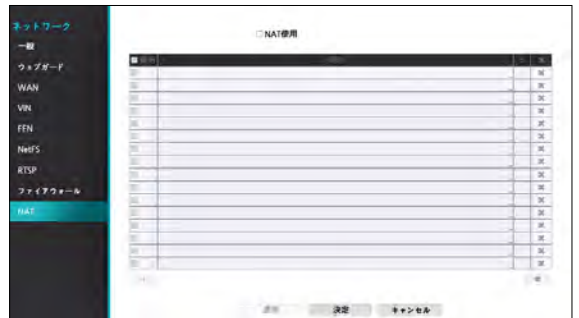 ネットワーク
一般
ウェブガード
WAN
VIN
FEN
NetFS
RTSP
ファイアウォール
NAT
NAT使用
決定
キャンセル